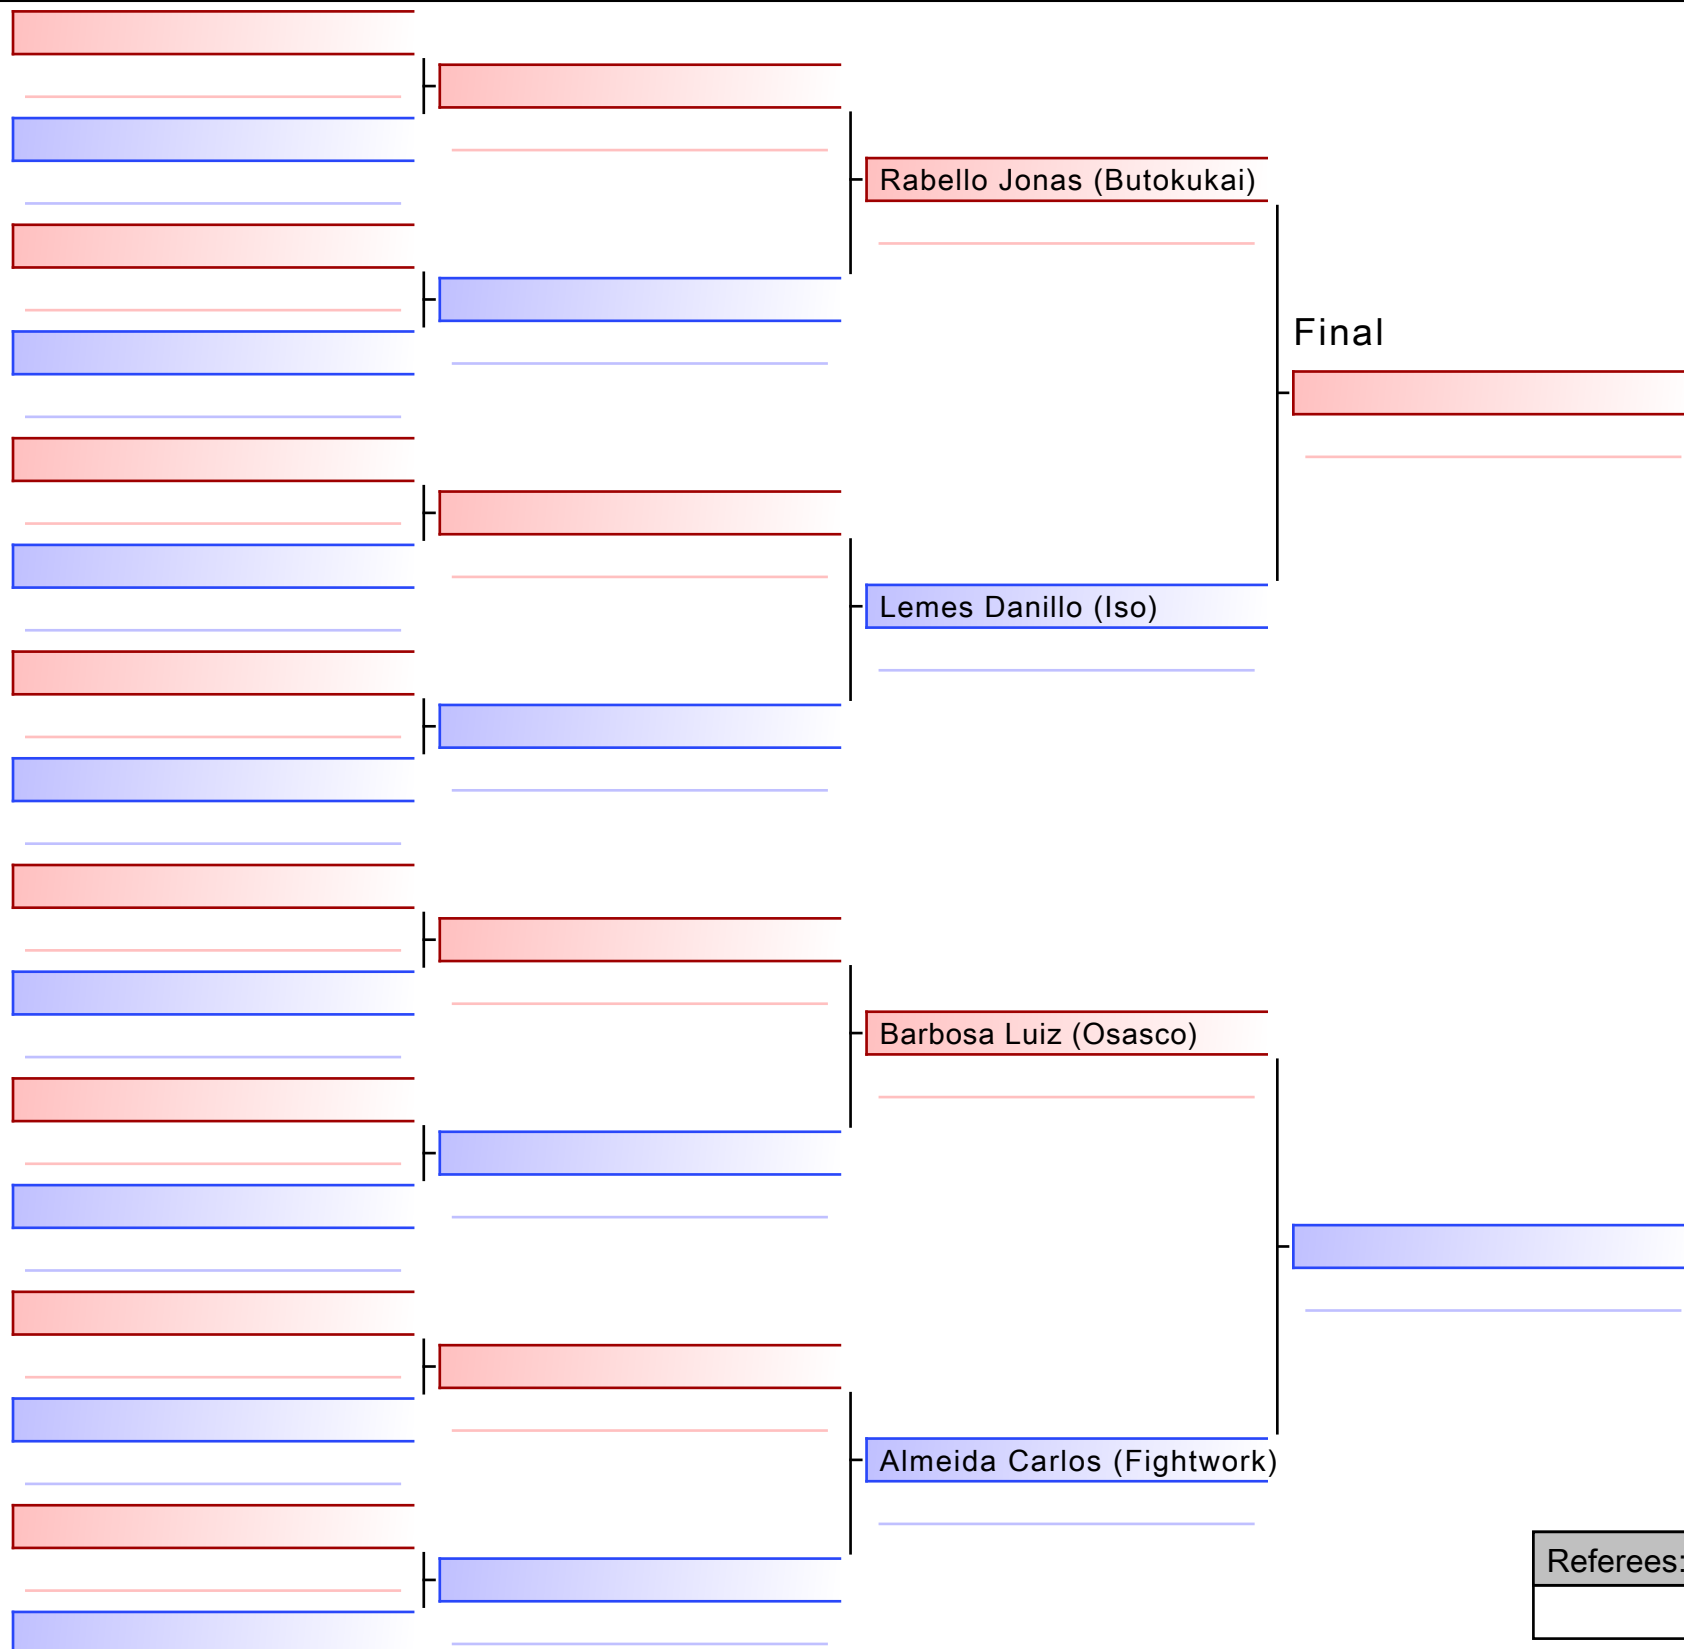 Rabello Jonas (Butokukai)
Final
Lemes Danillo (Iso)
Barbosa Luiz (Osasco)
Almeida Carlos (Fightwork)
Referees: